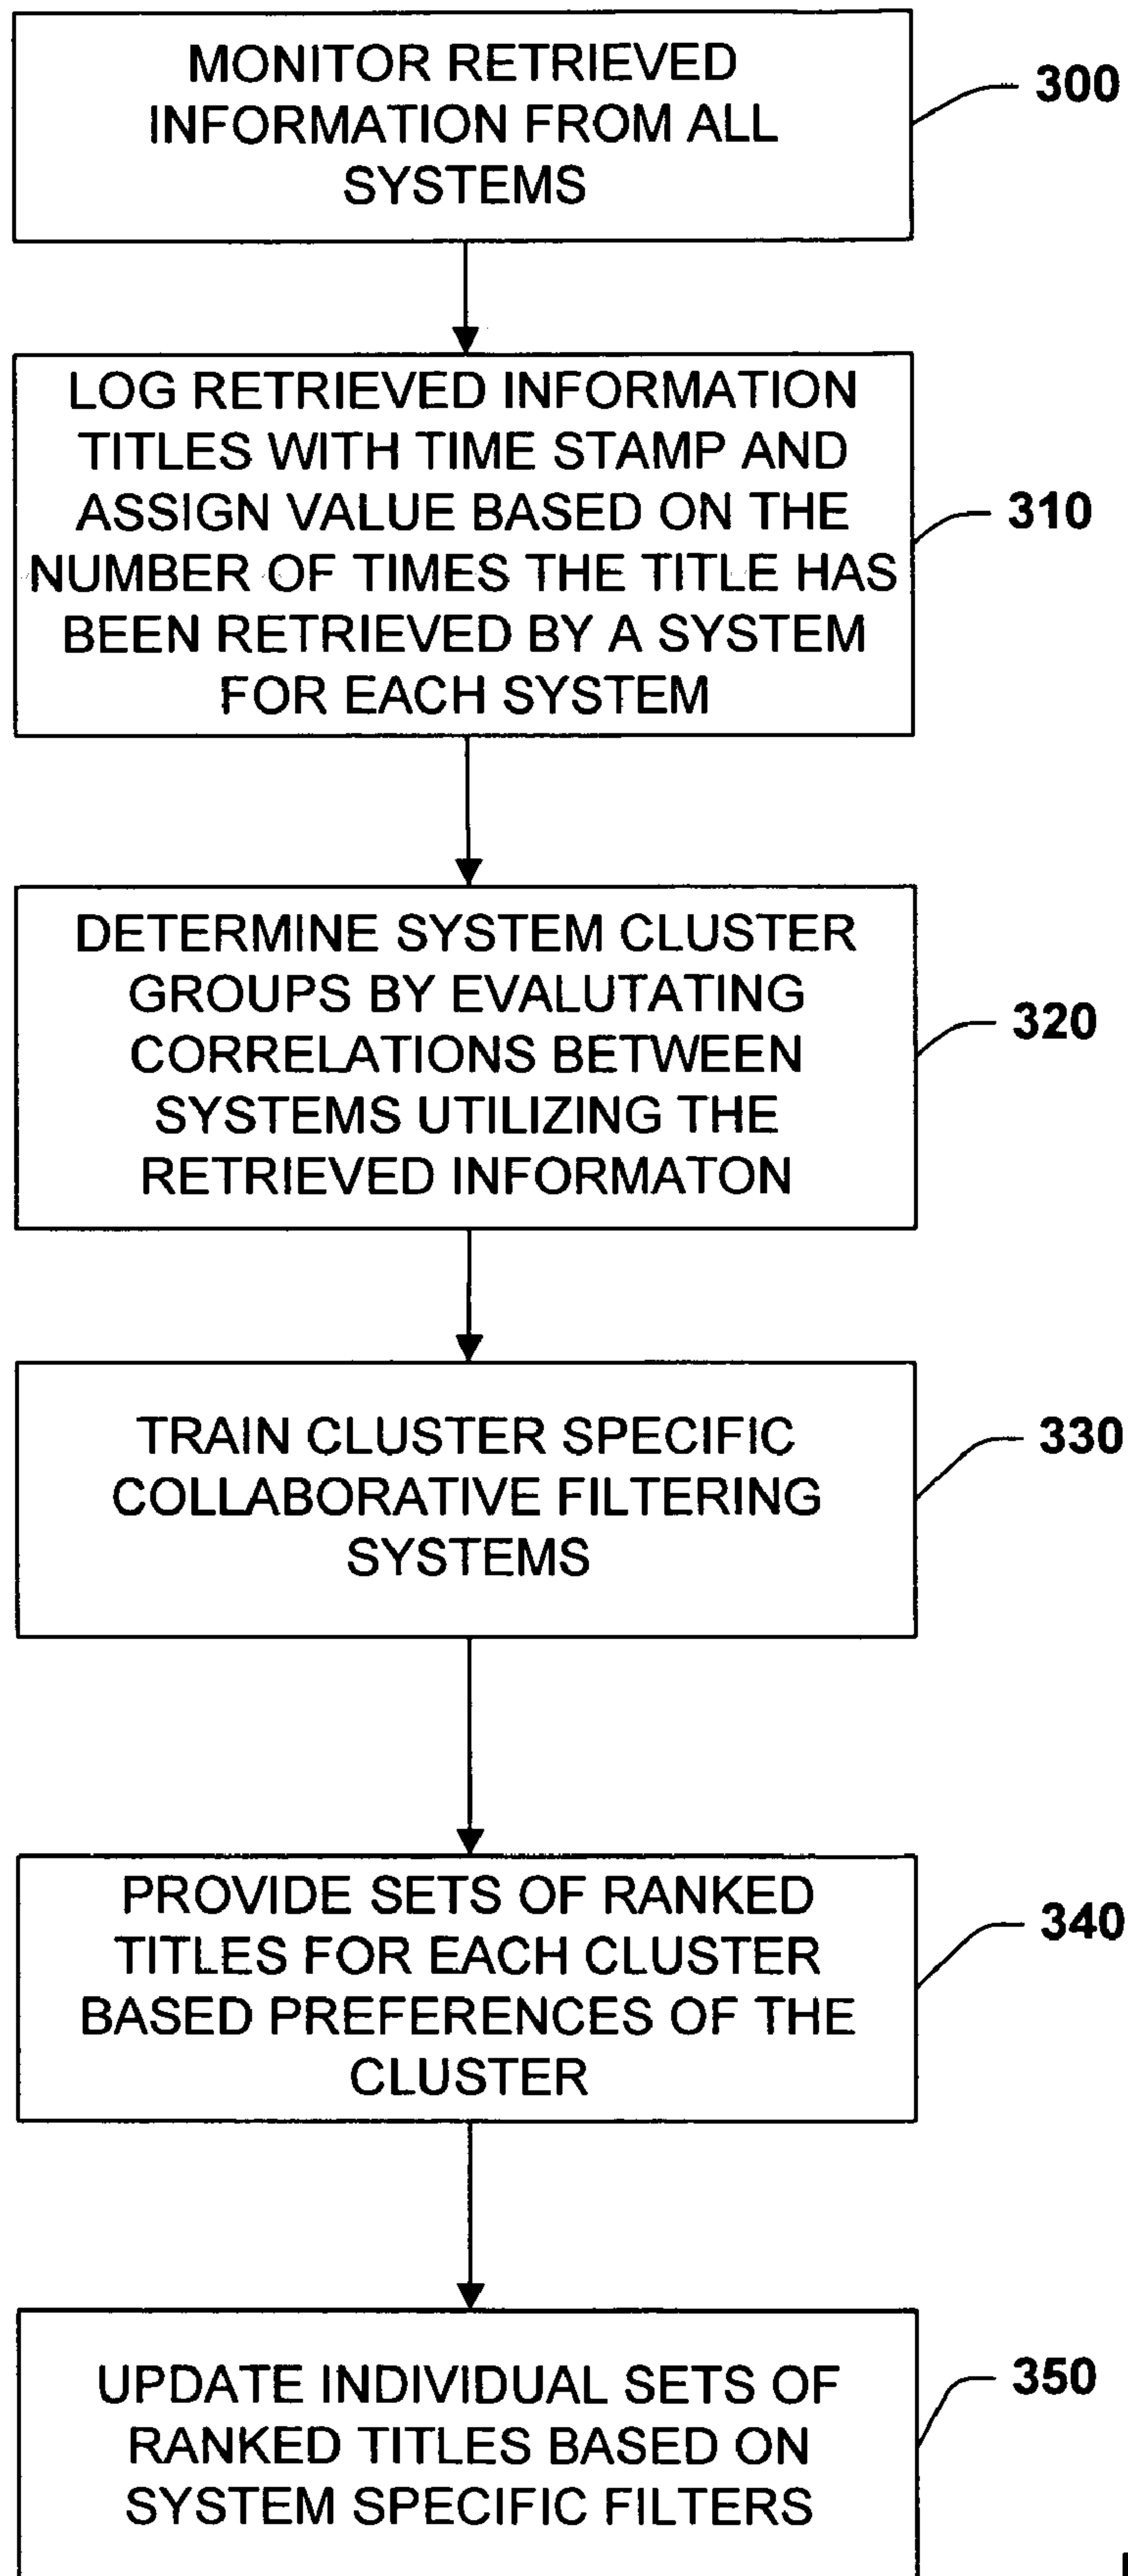 MONITOR RETRIEVED
INFORMATION FROM ALL
SYSTEMS
300
LOG RETRIEVED INFORMATION
TITLES WITH TIME STAMP AND
ASSIGN VALUE BASED ON THE
NUMBER OF TIMES THE TITLE HAS
BEEN RETRIEVED BY A SYSTEM
FOR EACH SYSTEM
310
DETERMINE SYSTEM CLUSTER
GROUPS BY EVALUTATING
CORRELATIONS BETWEEN
SYSTEMS UTILIZING THE
RETRIEVED INFORMATON
320
TRAIN CLUSTER SPECIFIC
COLLABORATIVE FILTERING
SYSTEMS
330
PROVIDE SETS OF RANKED
TITLES FOR EACH CLUSTER
BASED PREFERENCES OF THE
CLUSTER
340
UPDATE INDIVIDUAL SETS OF
RANKED TITLES BASED ON
SYSTEM SPECIFIC FILTERS
350